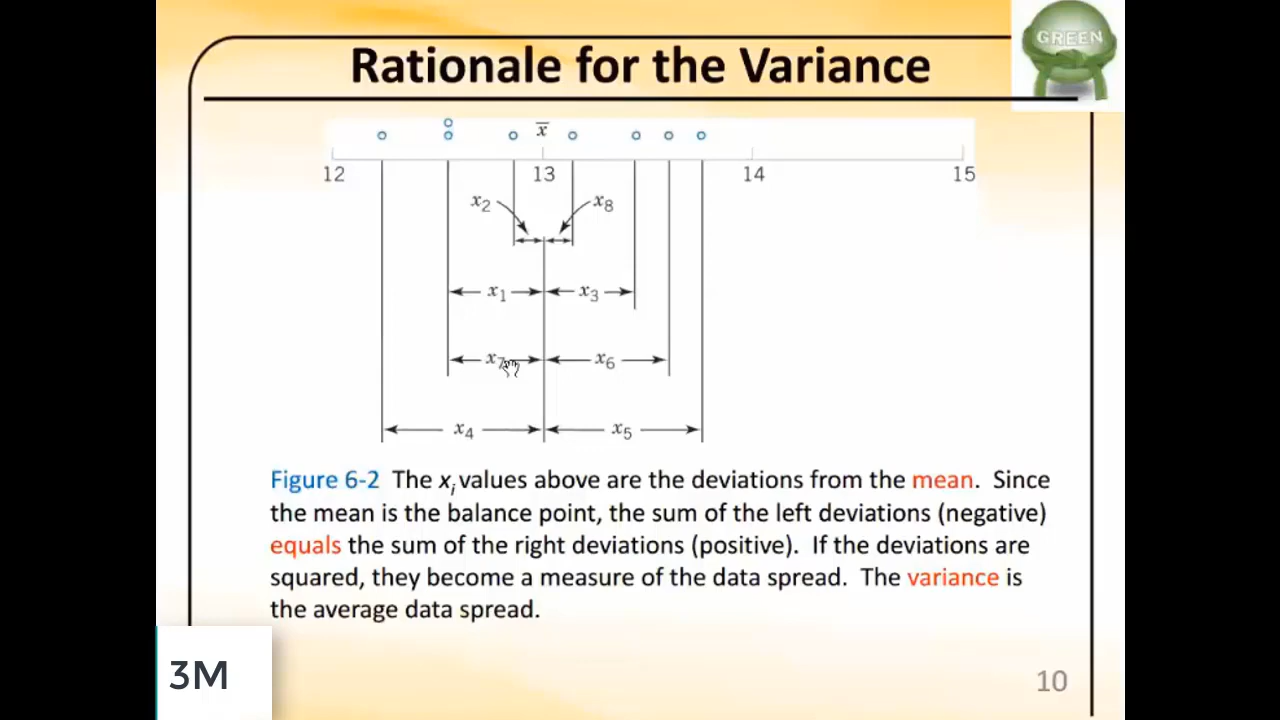 Rationale for the Variance
GREEN
x̅
12 13 14 15
x₂ x₈
x₁ x₃
x₇ x₆
x₄ x₅
Figure 6-2 The xᵢ values above are the deviations from the mean. Since
the mean is the balance point, the sum of the left deviations (negative)
equals the sum of the right deviations (positive). If the deviations are
squared, they become a measure of the data spread. The variance is
the average data spread.
3M
10